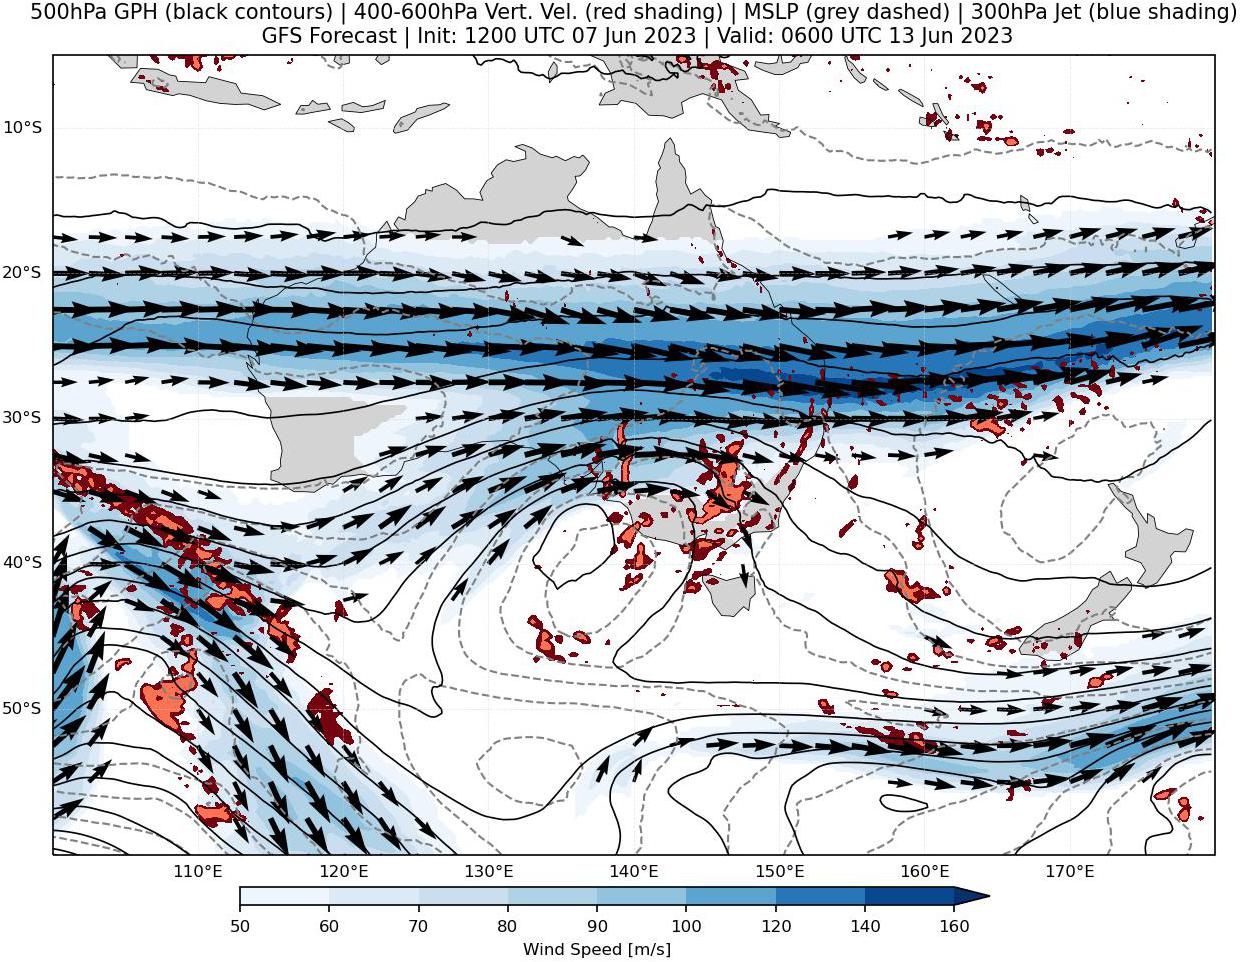 500hPa GPH (black contours) | 400-600hPa Vert. Vel. (red shading) | MSLP (grey dashed) | 300hPa Jet (blue shading)
GFS Forecast | Init: 1200 UTC 07 Jun 2023 | Valid: 0600 UTC 13 Jun 2023
10°S
20°S
30°S
40°S
50°S
110°E 120°E 130°E 140°E 150°E 160°E 170°E
50 60 70 80 90 100 120 140 160
Wind Speed [m/s]